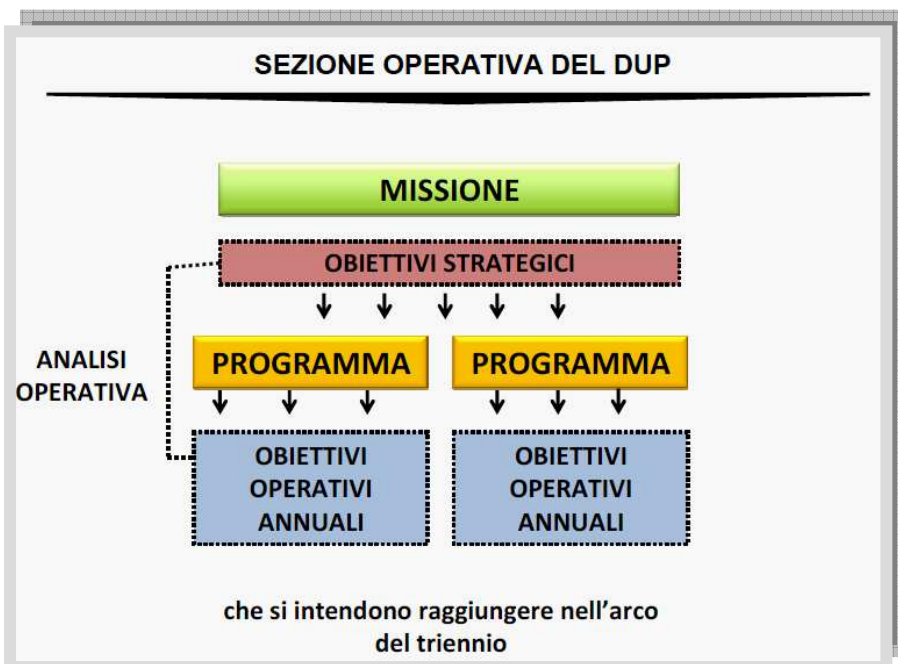 SEZIONE OPERATIVA DEL DUP
MISSIONE
OBIETTIVI STRATEGICI
ANALISI
OPERATIVA
PROGRAMMA
PROGRAMMA
OBIETTIVI
OPERATIVI
ANNUALI
OBIETTIVI
OPERATIVI
ANNUALI
che si intendono raggiungere nell'arco
del triennio